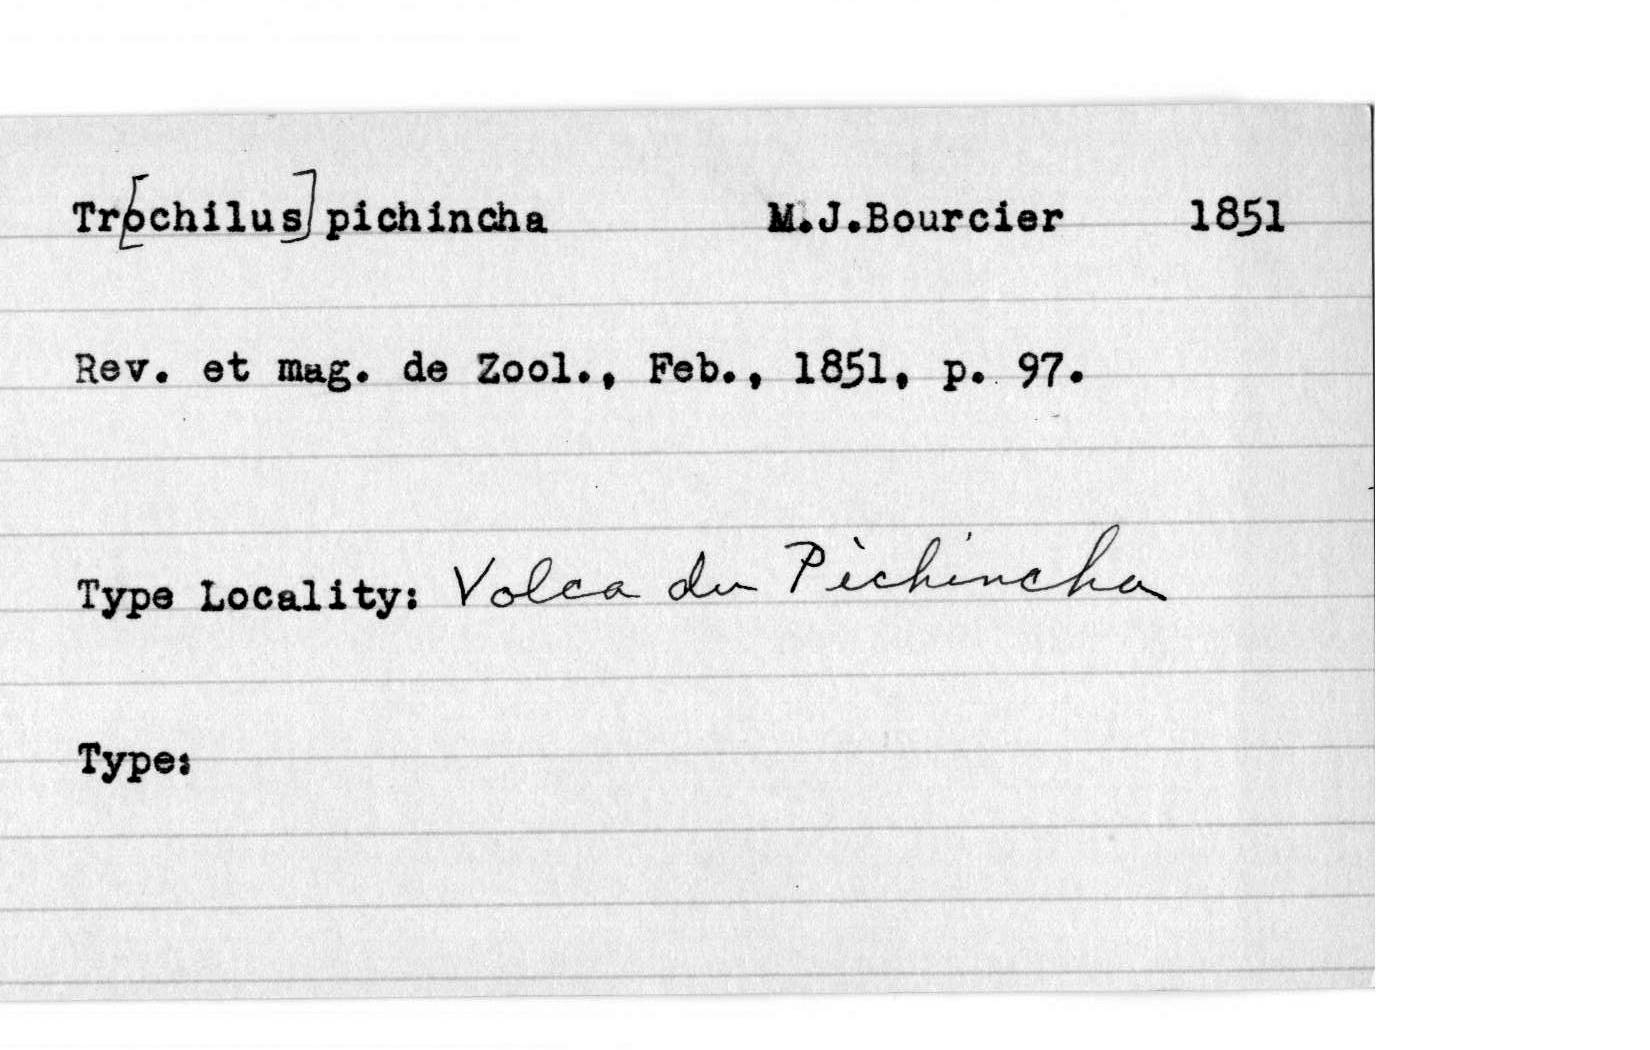 Tr[ochilus] pichincha M.J.Bourcier 1851
Rev. et mag. de Zool., Feb., 1851, p. 97.
Type Locality: Volca du Pichincha
Type: